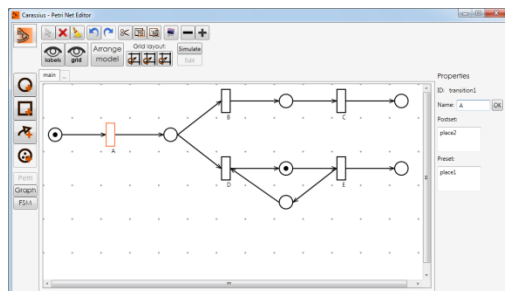 Carassius - Petri Net Editor
labels
grid
Arrange
model
Grid layout:
Simulate
Edit
main
...
Petri
Graph
FSM
A
B
C
D
E
Properties
ID: transition1
Name: A OK
Postset:
place2
Preset:
place1